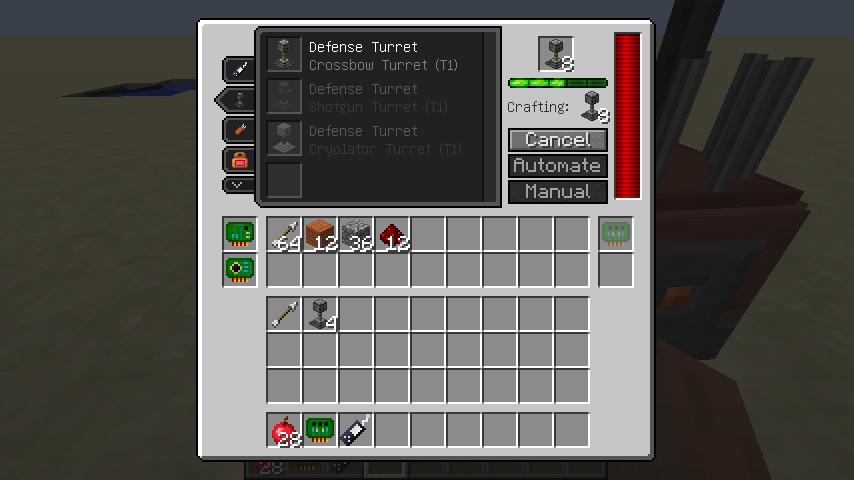 Defense Turret
Crossbow Turret (T1)
Defense Turret
Shotgun Turret (T1)
Defense Turret
Cryolator Turret (T1)
8
Crafting:
8
Cancel
Automate
Manual
64 12 36 12
4
28
28